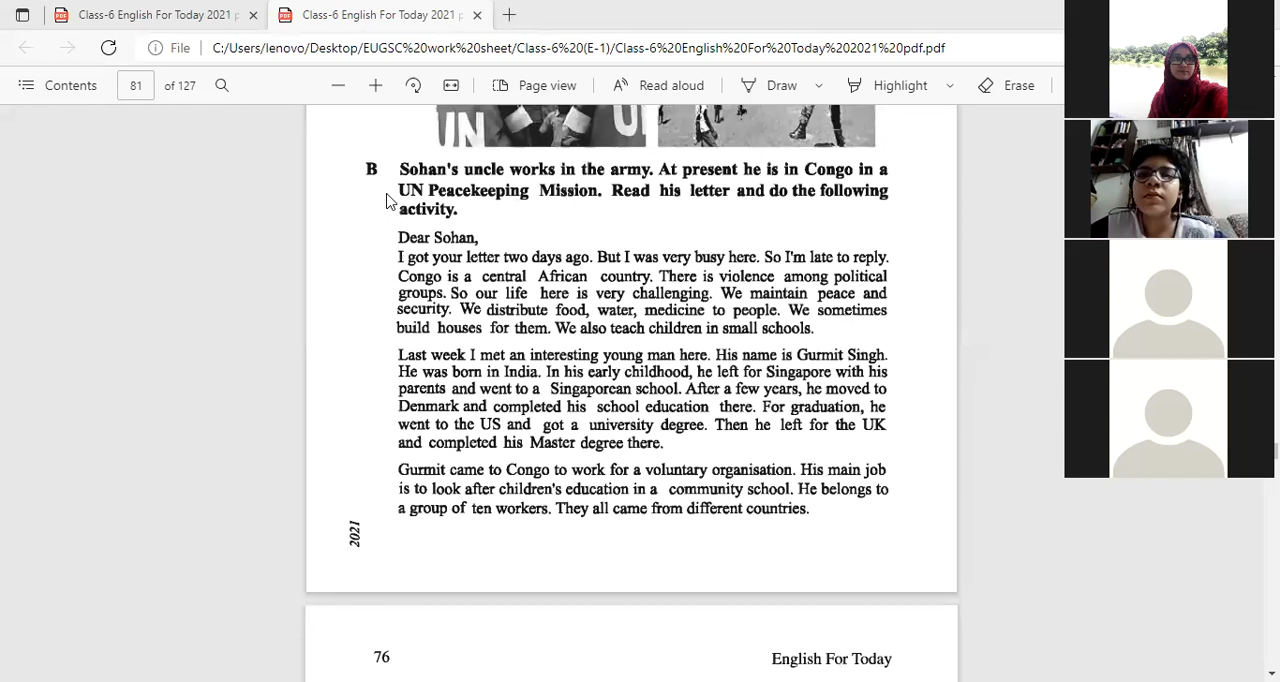 Class-6 English For Today 2021 p
Class-6 English For Today 2021 p
File
C:/Users/lenovo/Desktop/EUGSC%20work%20sheet/Class-6%20(E-1)/Class-6%20English%20For%20Today%202021%20pdf.pdf
Contents
81 of 127
Page view
Read aloud
Draw
Highlight
Erase
UN
U
B Sohan's uncle works in the army. At present he is in Congo in a
UN Peacekeeping Mission. Read his letter and do the following
activity.
Dear Sohan,
I got your letter two days ago. But I was very busy here. So I'm late to reply.
Congo is a central African country. There is violence among political
groups. So our life here is very challenging. We maintain peace and
security. We distribute food, water, medicine to people. We sometimes
build houses for them. We also teach children in small schools.
Last week I met an interesting young man here. His name is Gurmit Singh.
He was born in India. In his early childhood, he left for Singapore with his
parents and went to a Singaporean school. After a few years, he moved to
Denmark and completed his school education there. For graduation, he
went to the US and got a university degree. Then he left for the UK
and completed his Master degree there.
Gurmit came to Congo to work for a voluntary organisation. His main job
is to look after children's education in a community school. He belongs to
a group of ten workers. They all came from different countries.
2021
76
English For Today